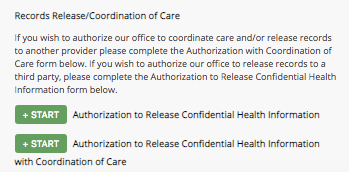 Records Release/Coordination of Care
If you wish to authorize our office to coordinate care and/or release records
to another provider please complete the Authorization with Coordination of
Care form below. If you wish to authorize our office to release records to a
third party, please complete the Authorization to Release Confidential Health
Information form below.
+ START Authorization to Release Confidential Health Information
+ START Authorization to Release Confidential Health Information
with Coordination of Care